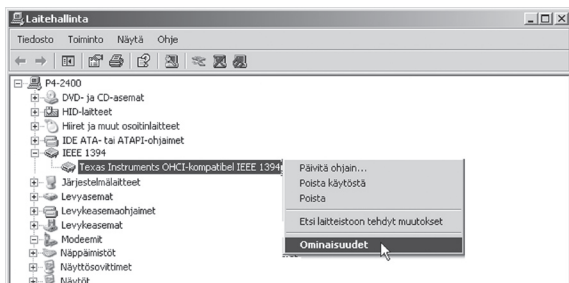 Laitehallinta
Tiedosto Toiminto Näytä Ohje
P4-2400
DVD- ja CD-asemat
HID-laitteet
Hiiret ja muut osoitinlaitteet
IDE ATA- tai ATAPI-ohjaimet
IEEE 1394
Texas Instruments OHCI-kompatibel IEEE 1394
Järjestelmälaitteet
Levyasemat
Levykeasemaohjaimet
Levykeasemat
Modeemit
Näppäimistöt
Näyttösovittimet
Näytöt
Päivitä ohjain...
Poista käytöstä
Poista
Etsi laitteistoon tehdyt muutokset
Ominaisuudet